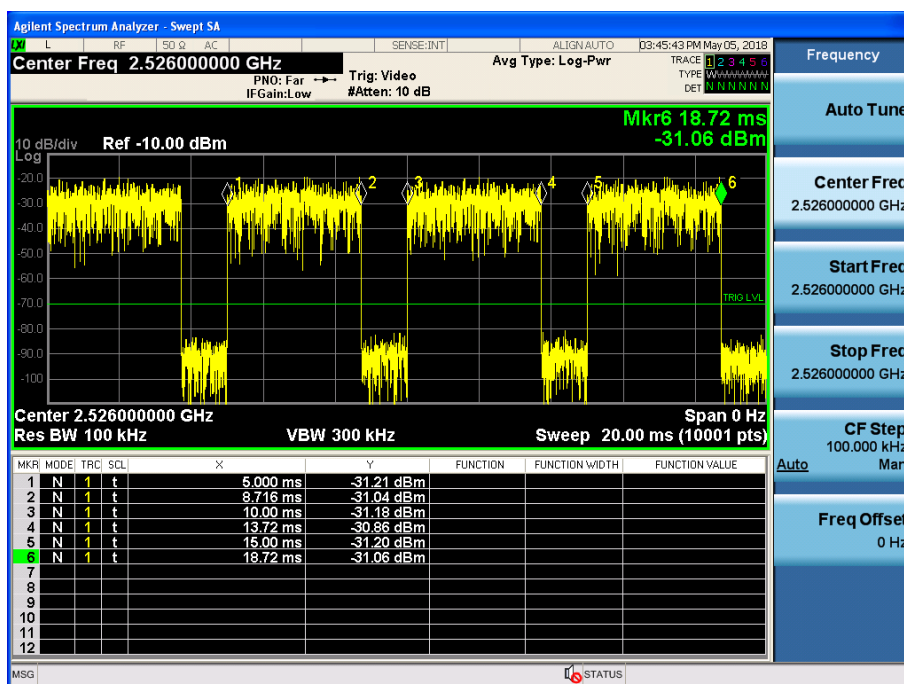 Agilent Spectrum Analyzer - Swept SA
LXI L RF 50 Ω AC SENSE:INT ALIGN AUTO 03:45:43 PM May 05, 2018
Center Freq 2.526000000 GHz
PNO: Far
IFGain:Low
Trig: Video
#Atten: 10 dB
Avg Type: Log-Pwr
TRACE 1 2 3 4 5 6
TYPE
DET N N N N N N
Mkr6 18.72 ms
-31.06 dBm
10 dB/div Ref -10.00 dBm
Log
-20.0
-30.0
-40.0
-50.0
-60.0
-70.0
-80.0
-90.0
-100
1 2 3 4 5 6
TRIG LVL
Center 2.526000000 GHz Span 0 Hz
Res BW 100 kHz VBW 300 kHz Sweep 20.00 ms (10001 pts)
MKR MODE TRC SCL X Y FUNCTION FUNCTION WIDTH FUNCTION VALUE
1 N 1 t 5.000 ms -31.21 dBm
2 N 1 t 8.716 ms -31.04 dBm
3 N 1 t 10.00 ms -31.18 dBm
4 N 1 t 13.72 ms -30.86 dBm
5 N 1 t 15.00 ms -31.20 dBm
6 N 1 t 18.72 ms -31.06 dBm
7
8
9
10
11
12
MSG STATUS
Frequency
Auto Tune
Center Freq
2.526000000 GHz
Start Freq
2.526000000 GHz
Stop Freq
2.526000000 GHz
CF Step
100.000 kHz
Auto Man
Freq Offset
0 Hz